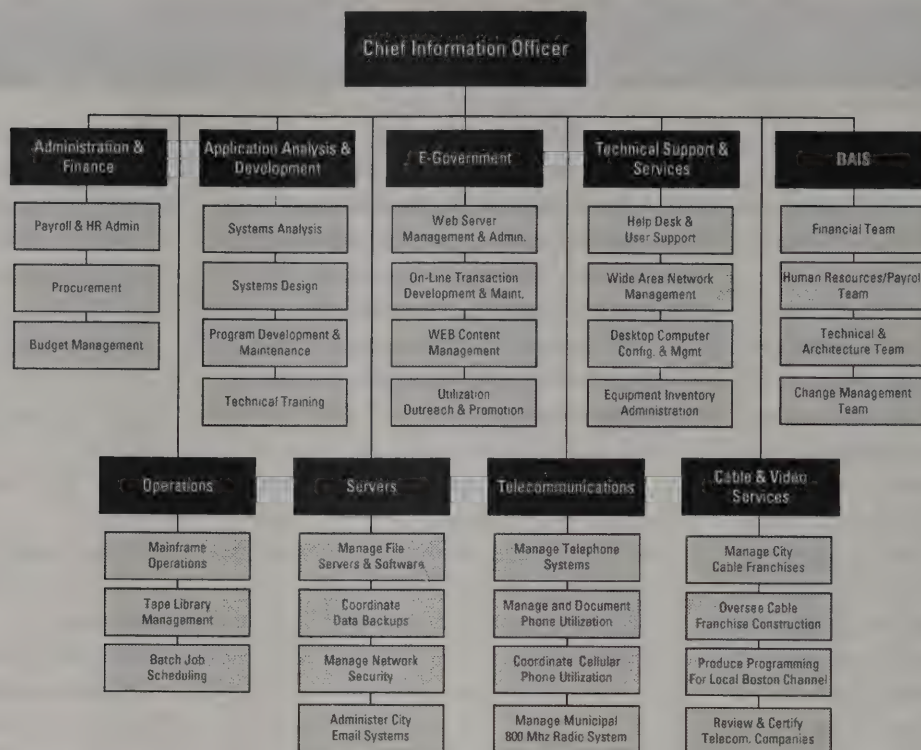 Chief Information Officer
Administration &
Finance
Payroll & HR Admin
Procurement
Budget Management
Application Analysis &
Development
Systems Analysis
Systems Design
Program Development &
Maintenance
Technical Training
E-Government
Web Server
Management & Admin.
On-Line Transaction
Development & Maint.
WEB Content
Management
Utilization
Outreach & Promotion
Technical Support &
Services
Help Desk &
User Support
Wide Area Network
Management
Desktop Computer
Config. & Mgmt
Equipment Inventory
Administration
BAIS
Financial Team
Human Resources/Payrol
Team
Technical &
Architecture Team
Change Management
Team
Operations
Mainframe
Operations
Tape Library
Management
Batch Job
Scheduling
Servers
Manage File
Servers & Software
Coordinate
Data Backups
Manage Network
Security
Administer City
Email Systems
Telecommunications
Manage Telephone
Systems
Manage and Document
Phone Utilization
Coordinate Cellular
Phone Utilization
Manage Municipal
800 Mhz Radio System
Cable & Video
Services
Manage City
Cable Franchises
Oversee Cable
Franchise Construction
Produce Programming
For Local Boston Channel
Review & Certify
Telecom. Companies